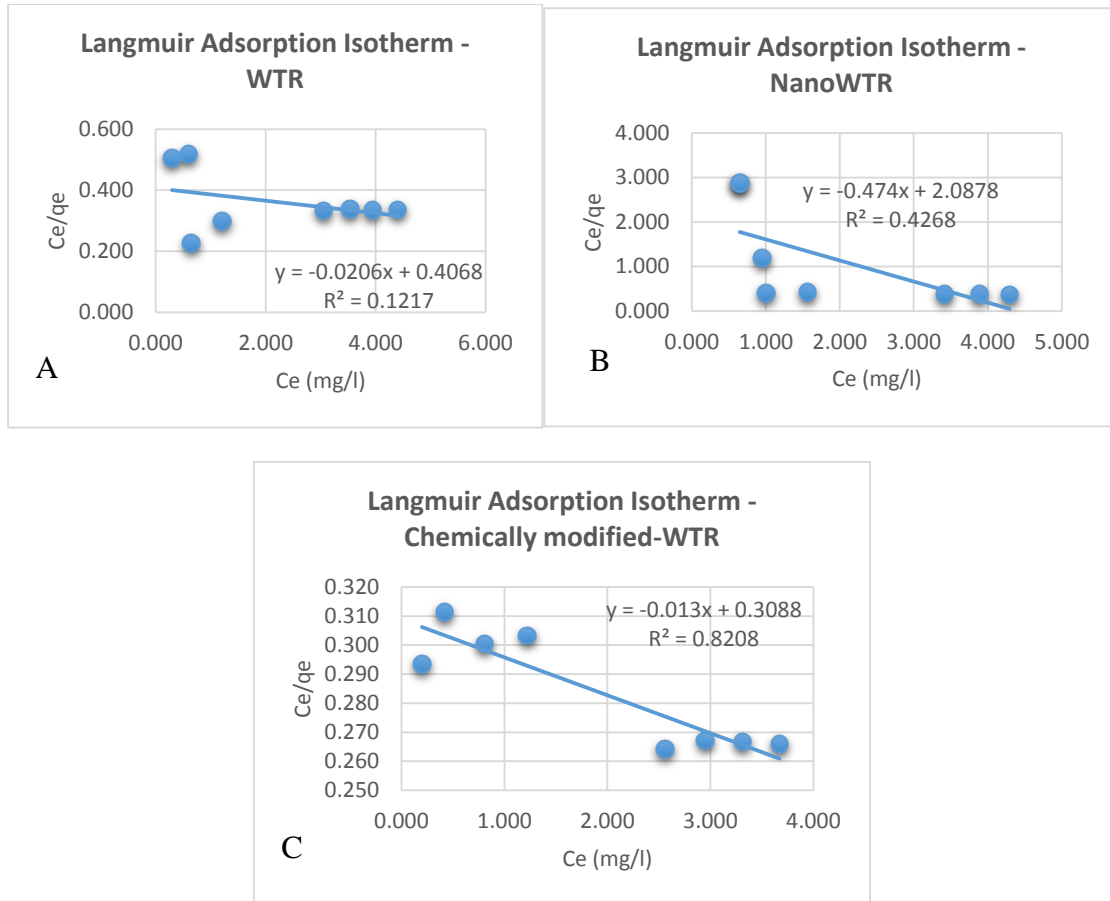 Langmuir Adsorption Isotherm -
WTR
0.600
0.400
0.200
0.000
Ce/qe
y = -0.0206x + 0.4068
R² = 0.1217
0.000 2.000 4.000 6.000
Ce (mg/l)
A
Langmuir Adsorption Isotherm -
NanoWTR
4.000
3.000
2.000
1.000
0.000
Ce/qe
y = -0.474x + 2.0878
R² = 0.4268
0.000 1.000 2.000 3.000 4.000 5.000
Ce (mg/l)
B
Langmuir Adsorption Isotherm -
Chemically modified-WTR
0.320
0.310
0.300
0.290
0.280
0.270
0.260
0.250
Ce/qe
y = -0.013x + 0.3088
R² = 0.8208
0.000 1.000 2.000 3.000 4.000
Ce (mg/l)
C